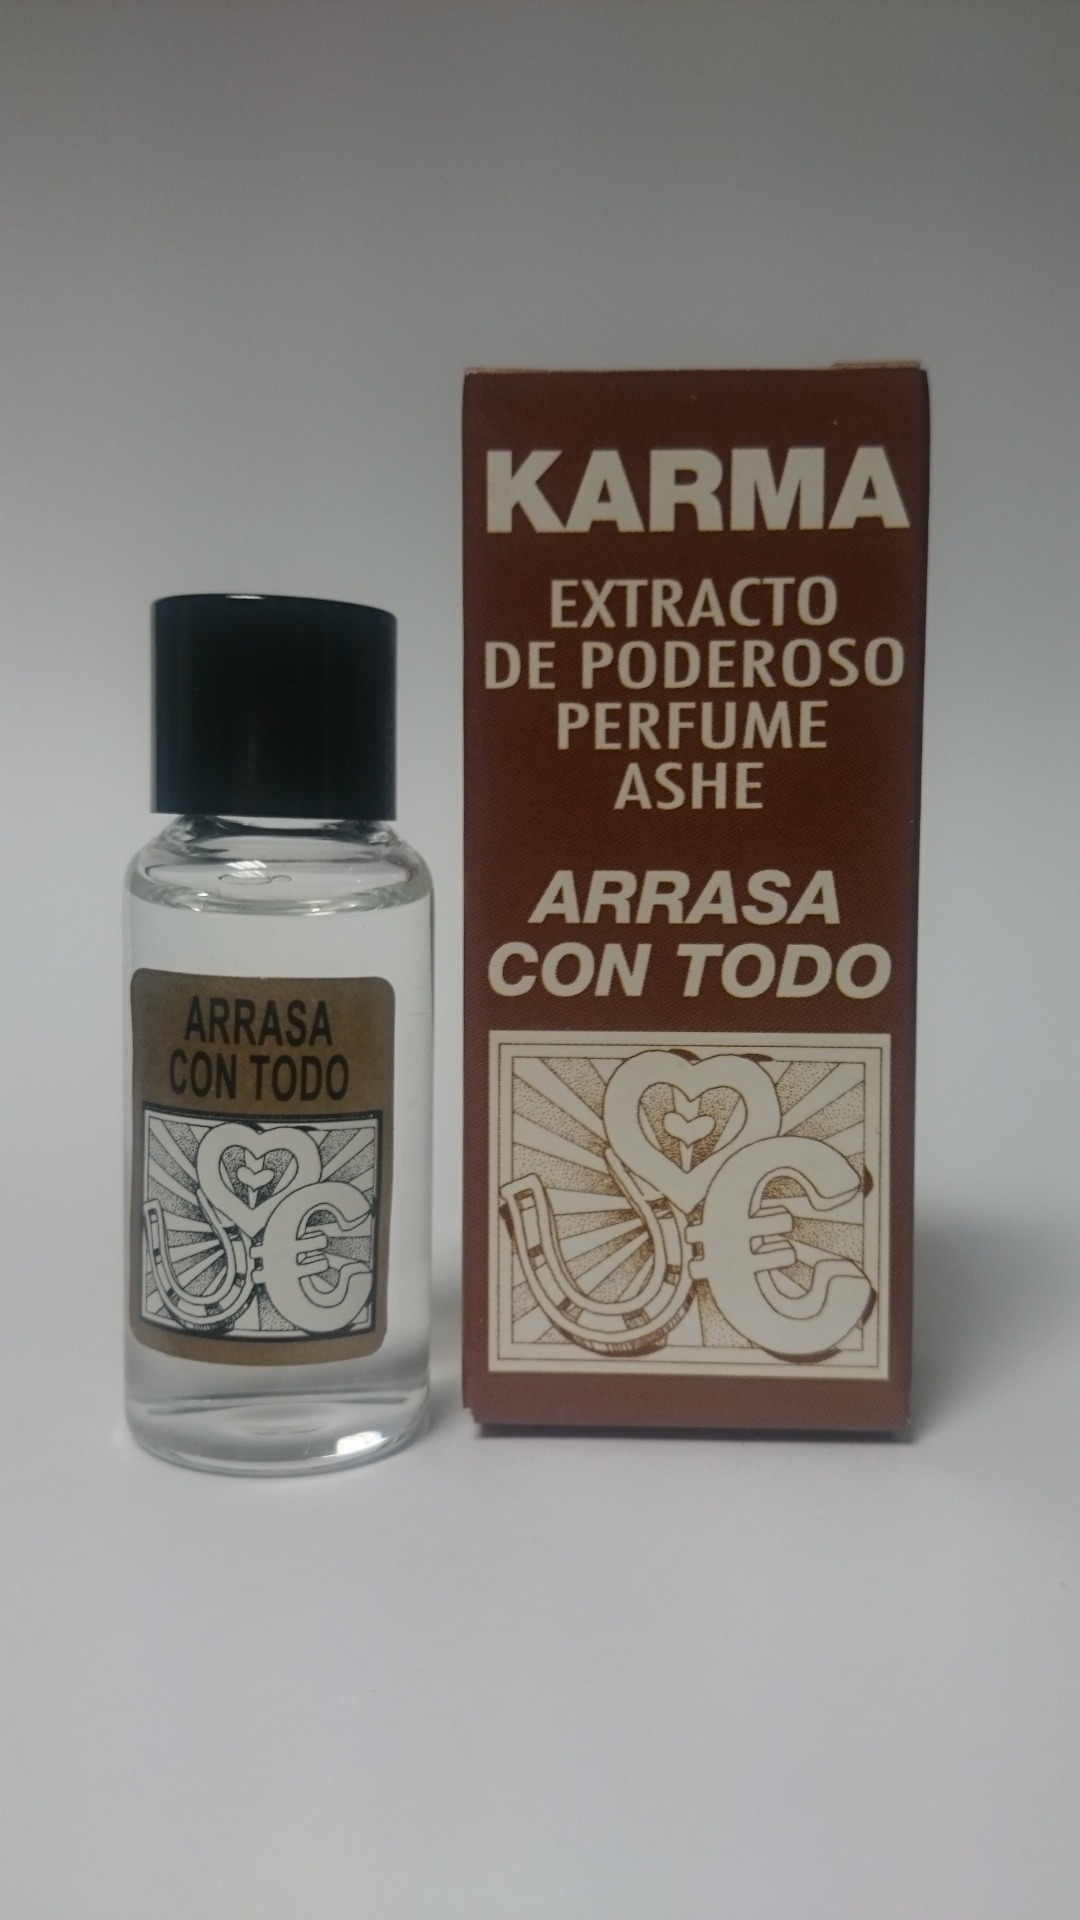 KARMA
EXTRACTO
DE PODEROSO
PERFUME
ASHE
ARRASA
CON TODO
ARRASA
CON TODO